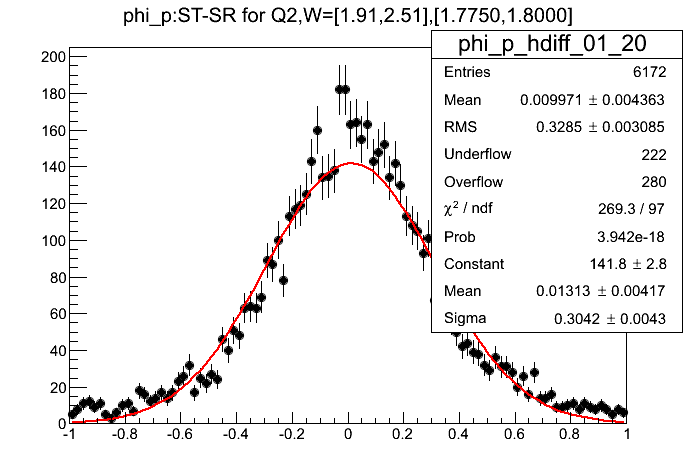 phi_p:ST-SR for Q2,W=[1.91,2.51],[1.7750,1.8000]
phi_p_hdiff_01_20
Entries 6172
Mean 0.009971 ± 0.004363
RMS 0.3285 ± 0.003085
Underflow 222
Overflow 280
χ² / ndf 269.3 / 97
Prob 3.942e-18
Constant 141.8 ± 2.8
Mean 0.01313 ± 0.00417
Sigma 0.3042 ± 0.0043
200
180
160
140
120
100
80
60
40
20
0
-1 -0.8 -0.6 -0.4 -0.2 0 0.2 0.4 0.6 0.8 1